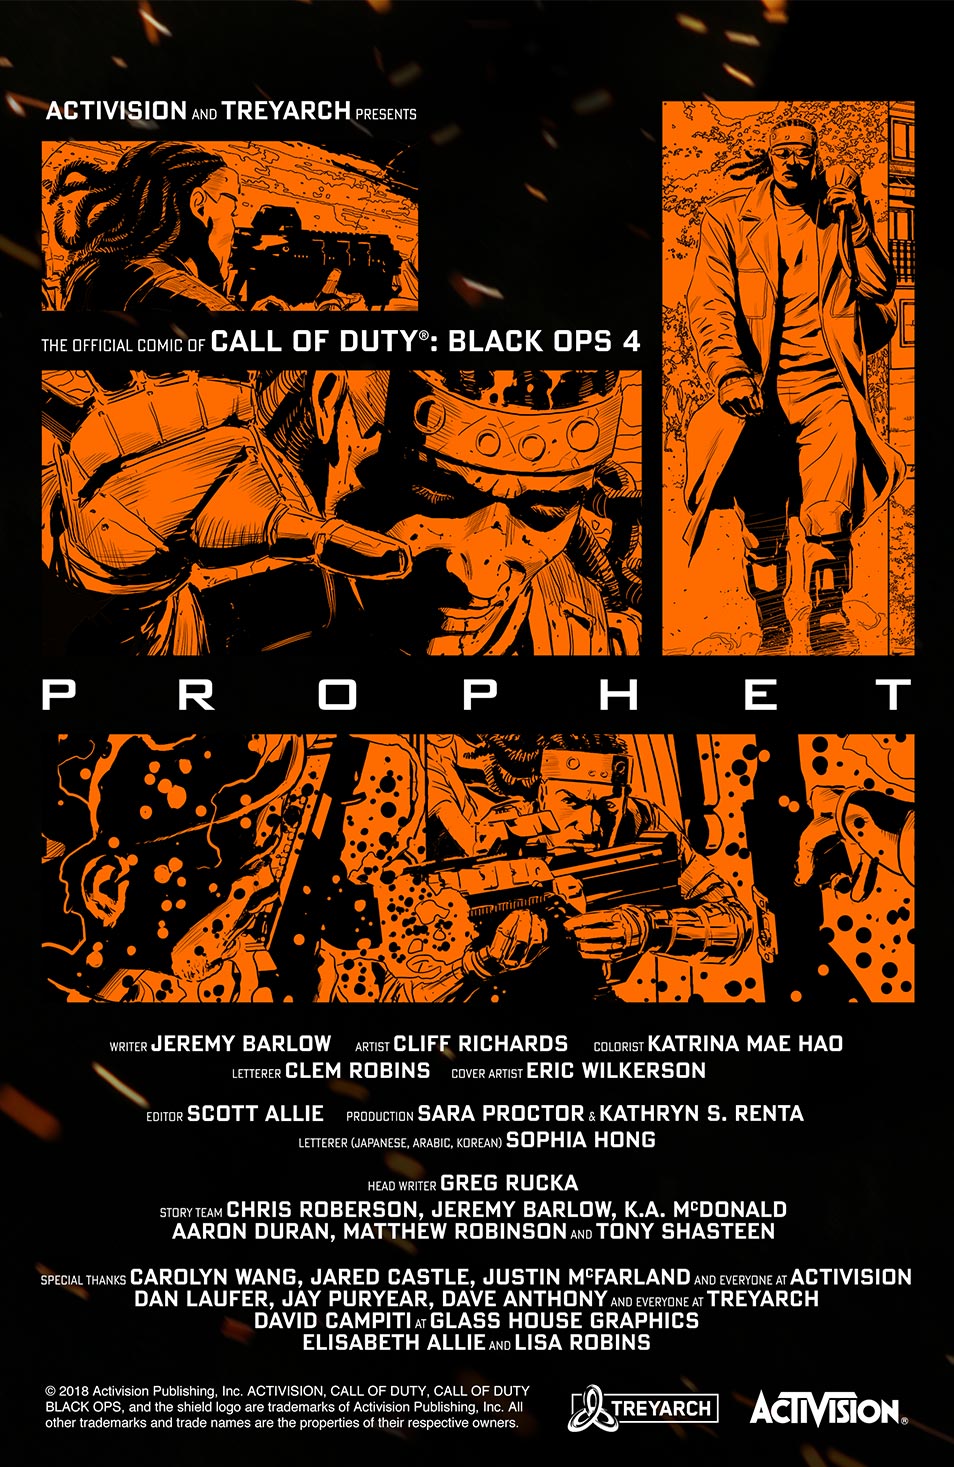 ACTIVISION AND TREYARCH PRESENTS
THE OFFICIAL COMIC OF CALL OF DUTY®: BLACK OPS 4
PROPHET
WRITER JEREMY BARLOW ARTIST CLIFF RICHARDS COLORIST KATRINA MAE HAO
LETTERER CLEM ROBINS COVER ARTIST ERIC WILKERSON
EDITOR SCOTT ALLIE PRODUCTION SARA PROCTOR & KATHRYN S. RENTA
LETTERER (JAPANESE, ARABIC, KOREAN) SOPHIA HONG
HEAD WRITER GREG RUCKA
STORY TEAM CHRIS ROBERSON, JEREMY BARLOW, K.A. McDONALD
AARON DURAN, MATTHEW ROBINSON AND TONY SHASTEEN
SPECIAL THANKS CAROLYN WANG, JARED CASTLE, JUSTIN McFARLAND AND EVERYONE AT ACTIVISION
DAN LAUFER, JAY PURYEAR, DAVE ANTHONY AND EVERYONE AT TREYARCH
DAVID CAMPITI AT GLASS HOUSE GRAPHICS
ELISABETH ALLIE AND LISA ROBINS
© 2018 Activision Publishing, Inc. ACTIVISION, CALL OF DUTY, CALL OF DUTY
BLACK OPS, and the shield logo are trademarks of Activision Publishing, Inc. All
other trademarks and trade names are the properties of their respective owners.
TREYARCH
ACTIVISION®